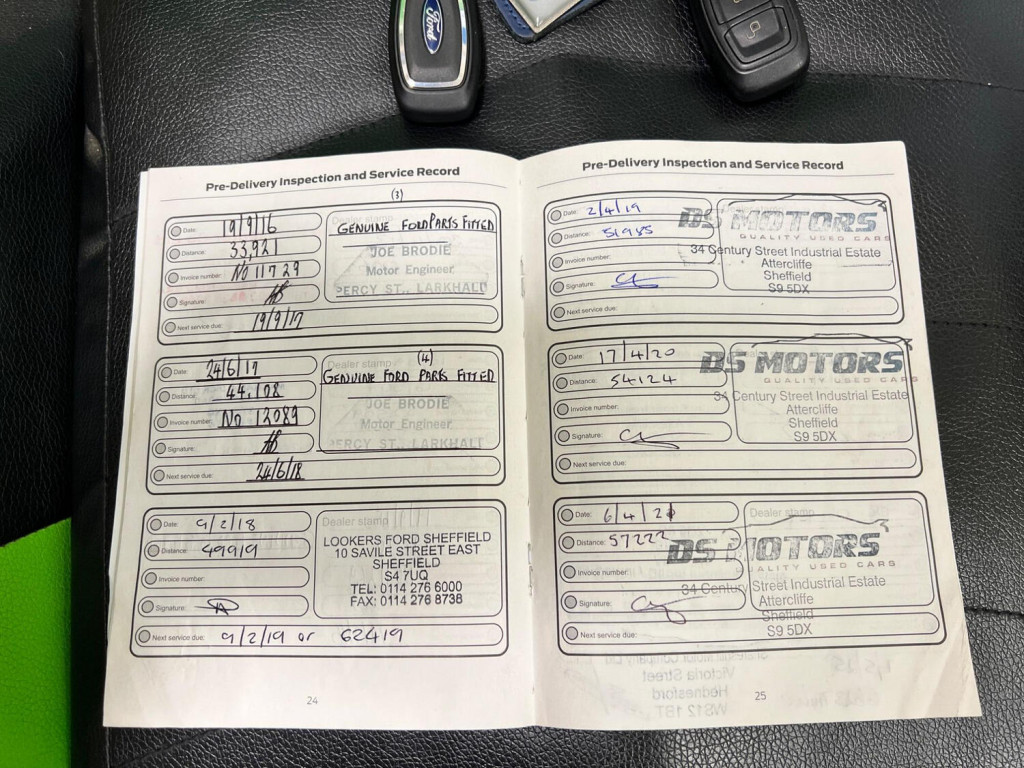 Ford
Pre-Delivery Inspection and Service Record
(3)
Date: 19/9/16
Distance: 33,921
Invoice number: No 11729
Signature:
Next service due: 19/9/17
Dealer stamp
GENUINE FORD PARTS FITTED
JOE BRODIE
Motor Engineer
PERCY ST., LARKHALL
Date: 24/6/17
Distance: 44,108
Invoice number: No 12089
Signature:
Next service due: 24/6/18
Dealer stamp (4)
GENUINE FORD PARTS FITTED
JOE BRODIE
Motor Engineer
PERCY ST., LARKHALL
Date: 9/2/18
Distance: 49919
Invoice number:
Signature:
Next service due: 9/2/19 or 62419
Dealer stamp
LOOKERS FORD SHEFFIELD
10 SAVILE STREET EAST
SHEFFIELD
S4 7UQ
TEL: 0114 276 6000
FAX: 0114 276 8738
24
Pre-Delivery Inspection and Service Record
Date: 2/4/19
Distance: 51985
Invoice number:
Signature:
Next service due:
DS MOTORS
QUALITY USED CARS
34 Century Street Industrial Estate
Attercliffe
Sheffield
S9 5DX
Date: 17/4/20
Distance: 54124
Invoice number:
Signature:
Next service due:
DS MOTORS
QUALITY USED CARS
34 Century Street Industrial Estate
Attercliffe
Sheffield
S9 5DX
Date: 6/4/21
Distance: 57222
Invoice number:
Signature:
Next service due:
Dealer stamp
DS MOTORS
QUALITY USED CARS
34 Century Street Industrial Estate
Attercliffe
Sheffield
S9 5DX
Victoria Street
Hednesford
WS12 1BT
25